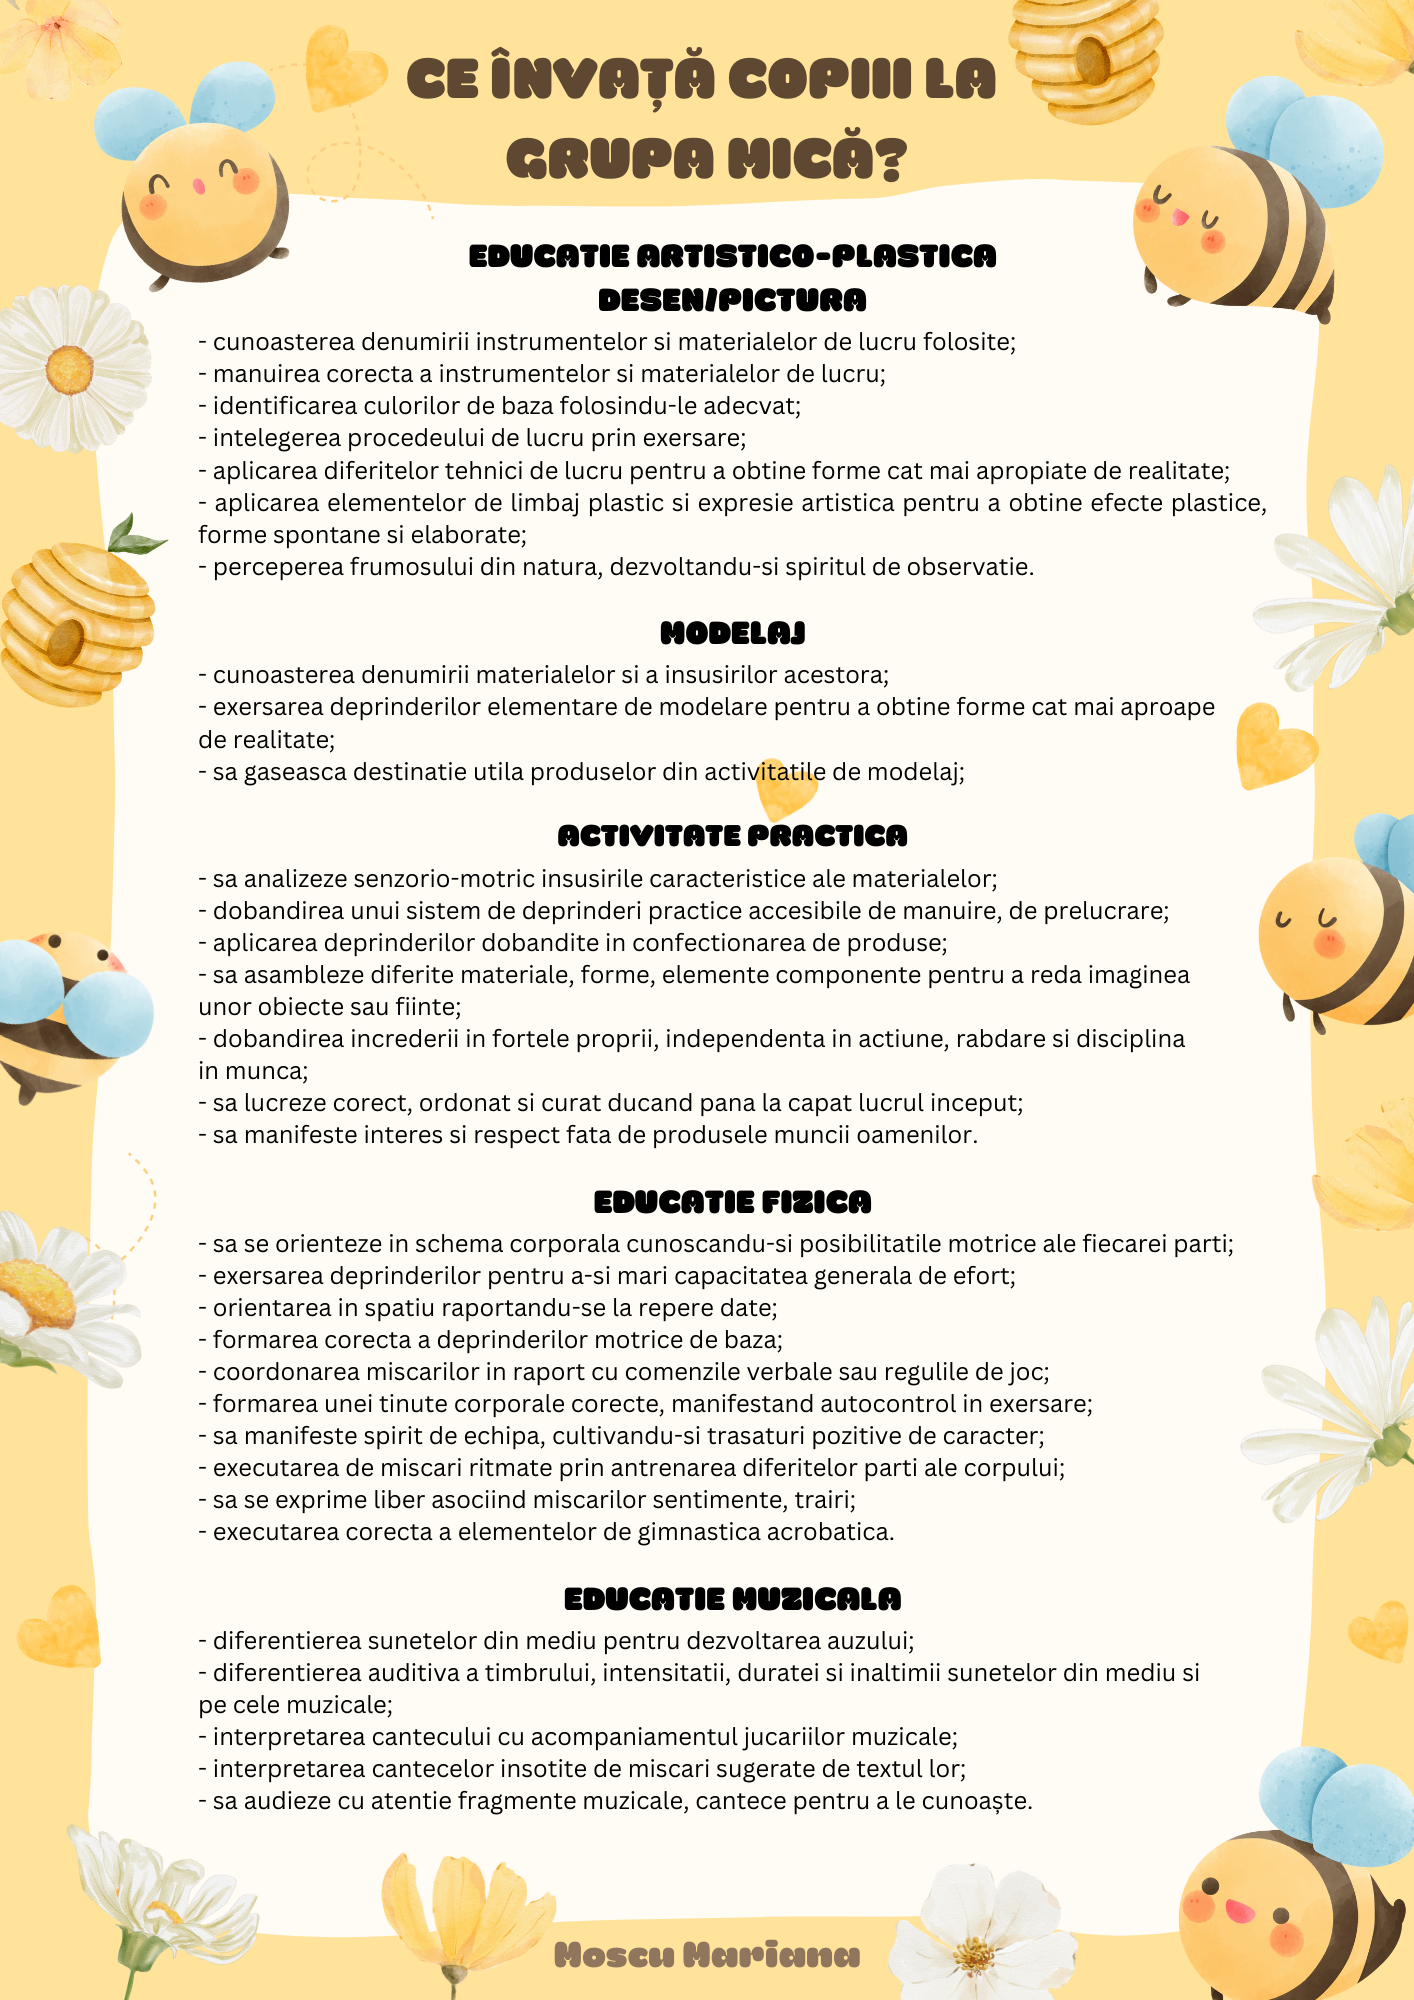 CE ÎNVAȚĂ COPIII LA
GRUPA MICĂ?
EDUCATIE ARTISTICO-PLASTICA
DESEN/PICTURA
- cunoasterea denumirii instrumentelor si materialelor de lucru folosite;
- manuirea corecta a instrumentelor si materialelor de lucru;
- identificarea culorilor de baza folosindu-le adecvat;
- intelegerea procedeului de lucru prin exersare;
- aplicarea diferitelor tehnici de lucru pentru a obtine forme cat mai apropiate de realitate;
- aplicarea elementelor de limbaj plastic si expresie artistica pentru a obtine efecte plastice,
forme spontane si elaborate;
- perceperea frumosului din natura, dezvoltandu-si spiritul de observatie.
MODELAJ
- cunoasterea denumirii materialelor si a insusirilor acestora;
- exersarea deprinderilor elementare de modelare pentru a obtine forme cat mai aproape
de realitate;
- sa gaseasca destinatie utila produselor din activitatile de modelaj;
ACTIVITATE PRACTICA
- sa analizeze senzorio-motric insusirile caracteristice ale materialelor;
- dobandirea unui sistem de deprinderi practice accesibile de manuire, de prelucrare;
- aplicarea deprinderilor dobandite in confectionarea de produse;
- sa asambleze diferite materiale, forme, elemente componente pentru a reda imaginea
unor obiecte sau fiinte;
- dobandirea increderii in fortele proprii, independenta in actiune, rabdare si disciplina
in munca;
- sa lucreze corect, ordonat si curat ducand pana la capat lucrul inceput;
- sa manifeste interes si respect fata de produsele muncii oamenilor.
EDUCATIE FIZICA
- sa se orienteze in schema corporala cunoscandu-si posibilitatile motrice ale fiecarei parti;
- exersarea deprinderilor pentru a-si mari capacitatea generala de efort;
- orientarea in spatiu raportandu-se la repere date;
- formarea corecta a deprinderilor motrice de baza;
- coordonarea miscarilor in raport cu comenzile verbale sau regulile de joc;
- formarea unei tinute corporale corecte, manifestand autocontrol in exersare;
- sa manifeste spirit de echipa, cultivandu-si trasaturi pozitive de caracter;
- executarea de miscari ritmate prin antrenarea diferitelor parti ale corpului;
- sa se exprime liber asociind miscarilor sentimente, trairi;
- executarea corecta a elementelor de gimnastica acrobatica.
EDUCATIE MUZICALA
- diferentierea sunetelor din mediu pentru dezvoltarea auzului;
- diferentierea auditiva a timbrului, intensitatii, duratei si inaltimii sunetelor din mediu si
pe cele muzicale;
- interpretarea cantecului cu acompaniamentul jucariilor muzicale;
- interpretarea cantecelor insotite de miscari sugerate de textul lor;
- sa audieze cu atentie fragmente muzicale, cantece pentru a le cunoaște.
Moscu Mariana